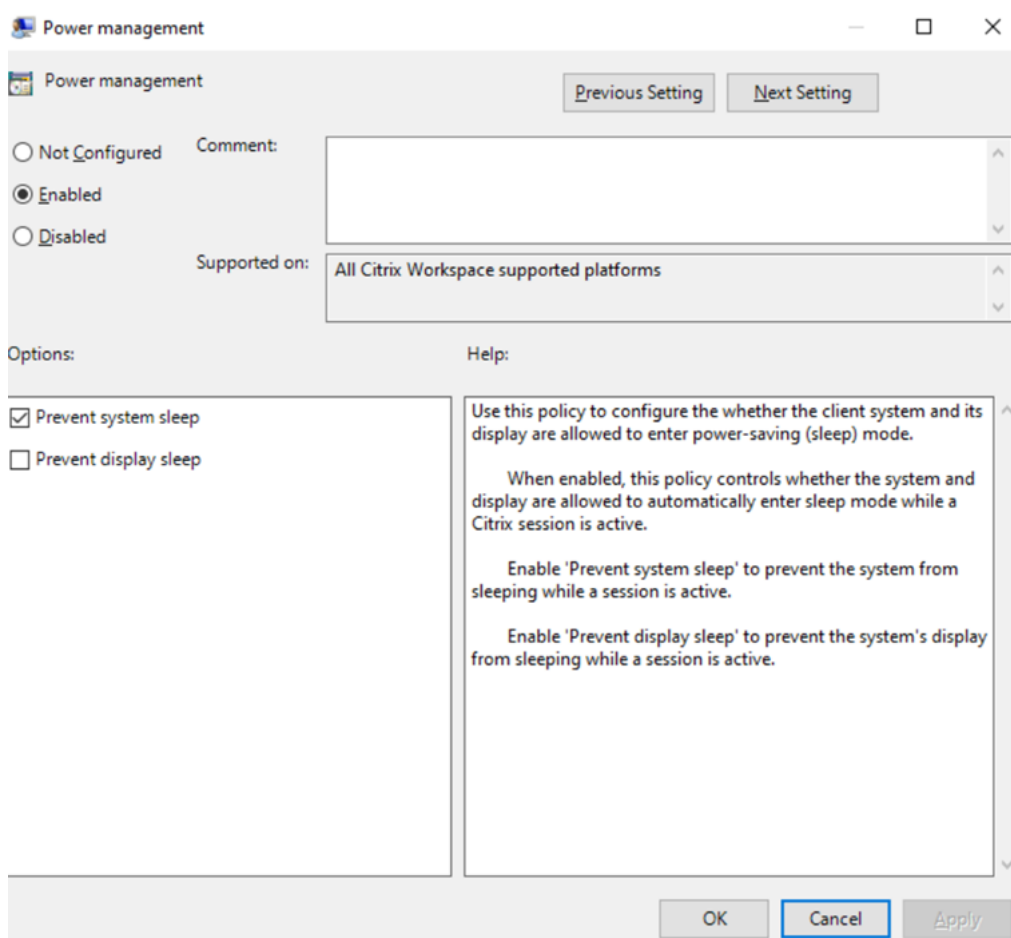 Power management
Power management
Previous Setting
Next Setting
Not Configured
Comment:
Enabled
Disabled
Supported on:
All Citrix Workspace supported platforms
Options:
Help:
Prevent system sleep
Prevent display sleep
Use this policy to configure the whether the client system and its
display are allowed to enter power-saving (sleep) mode.
When enabled, this policy controls whether the system and
display are allowed to automatically enter sleep mode while a
Citrix session is active.
Enable 'Prevent system sleep' to prevent the system from
sleeping while a session is active.
Enable 'Prevent display sleep' to prevent the system's display
from sleeping while a session is active.
OK
Cancel
Apply